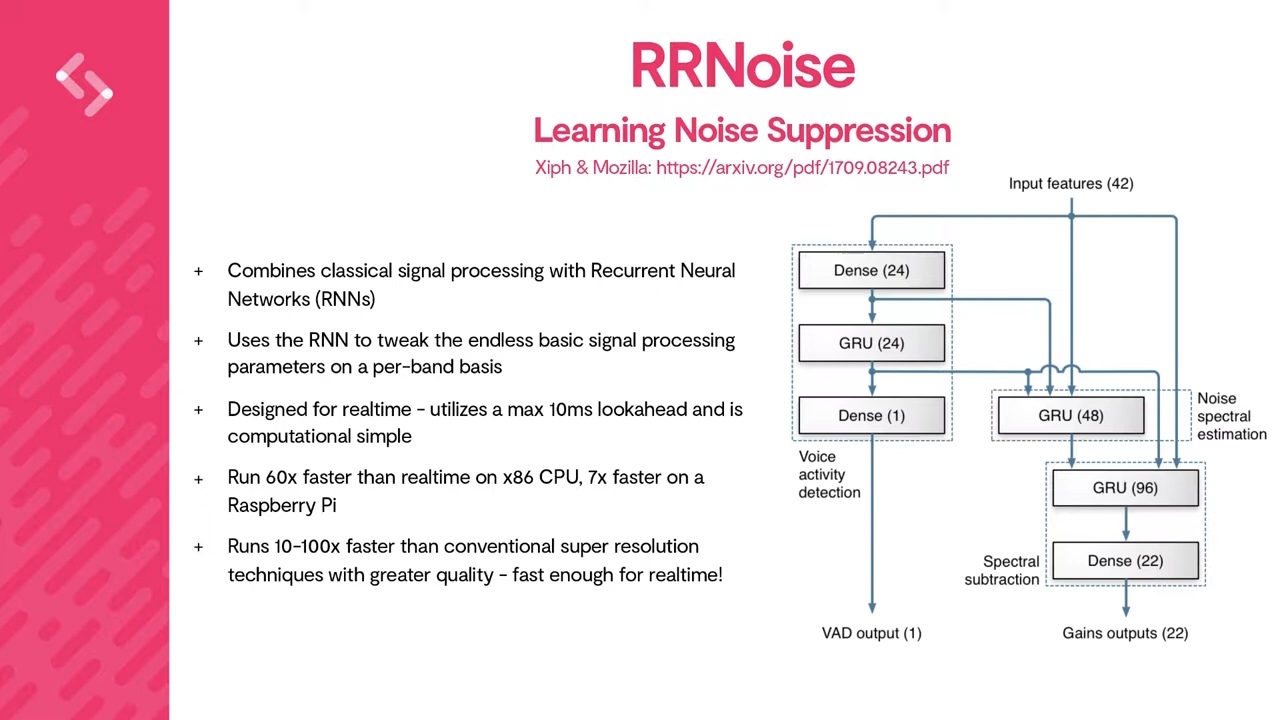 RRNoise
Learning Noise Suppression
Xiph & Mozilla: https://arxiv.org/pdf/1709.08243.pdf
+ Combines classical signal processing with Recurrent Neural
Networks (RNNs)
+ Uses the RNN to tweak the endless basic signal processing
parameters on a per-band basis
+ Designed for realtime - utilizes a max 10ms lookahead and is
computational simple
+ Run 60x faster than realtime on x86 CPU, 7x faster on a
Raspberry Pi
+ Runs 10-100x faster than conventional super resolution
techniques with greater quality - fast enough for realtime!
Input features (42)
Dense (24)
GRU (24)
Dense (1)
Voice
activity
detection
GRU (48)
Noise
spectral
estimation
GRU (96)
Dense (22)
Spectral
subtraction
VAD output (1)
Gains outputs (22)